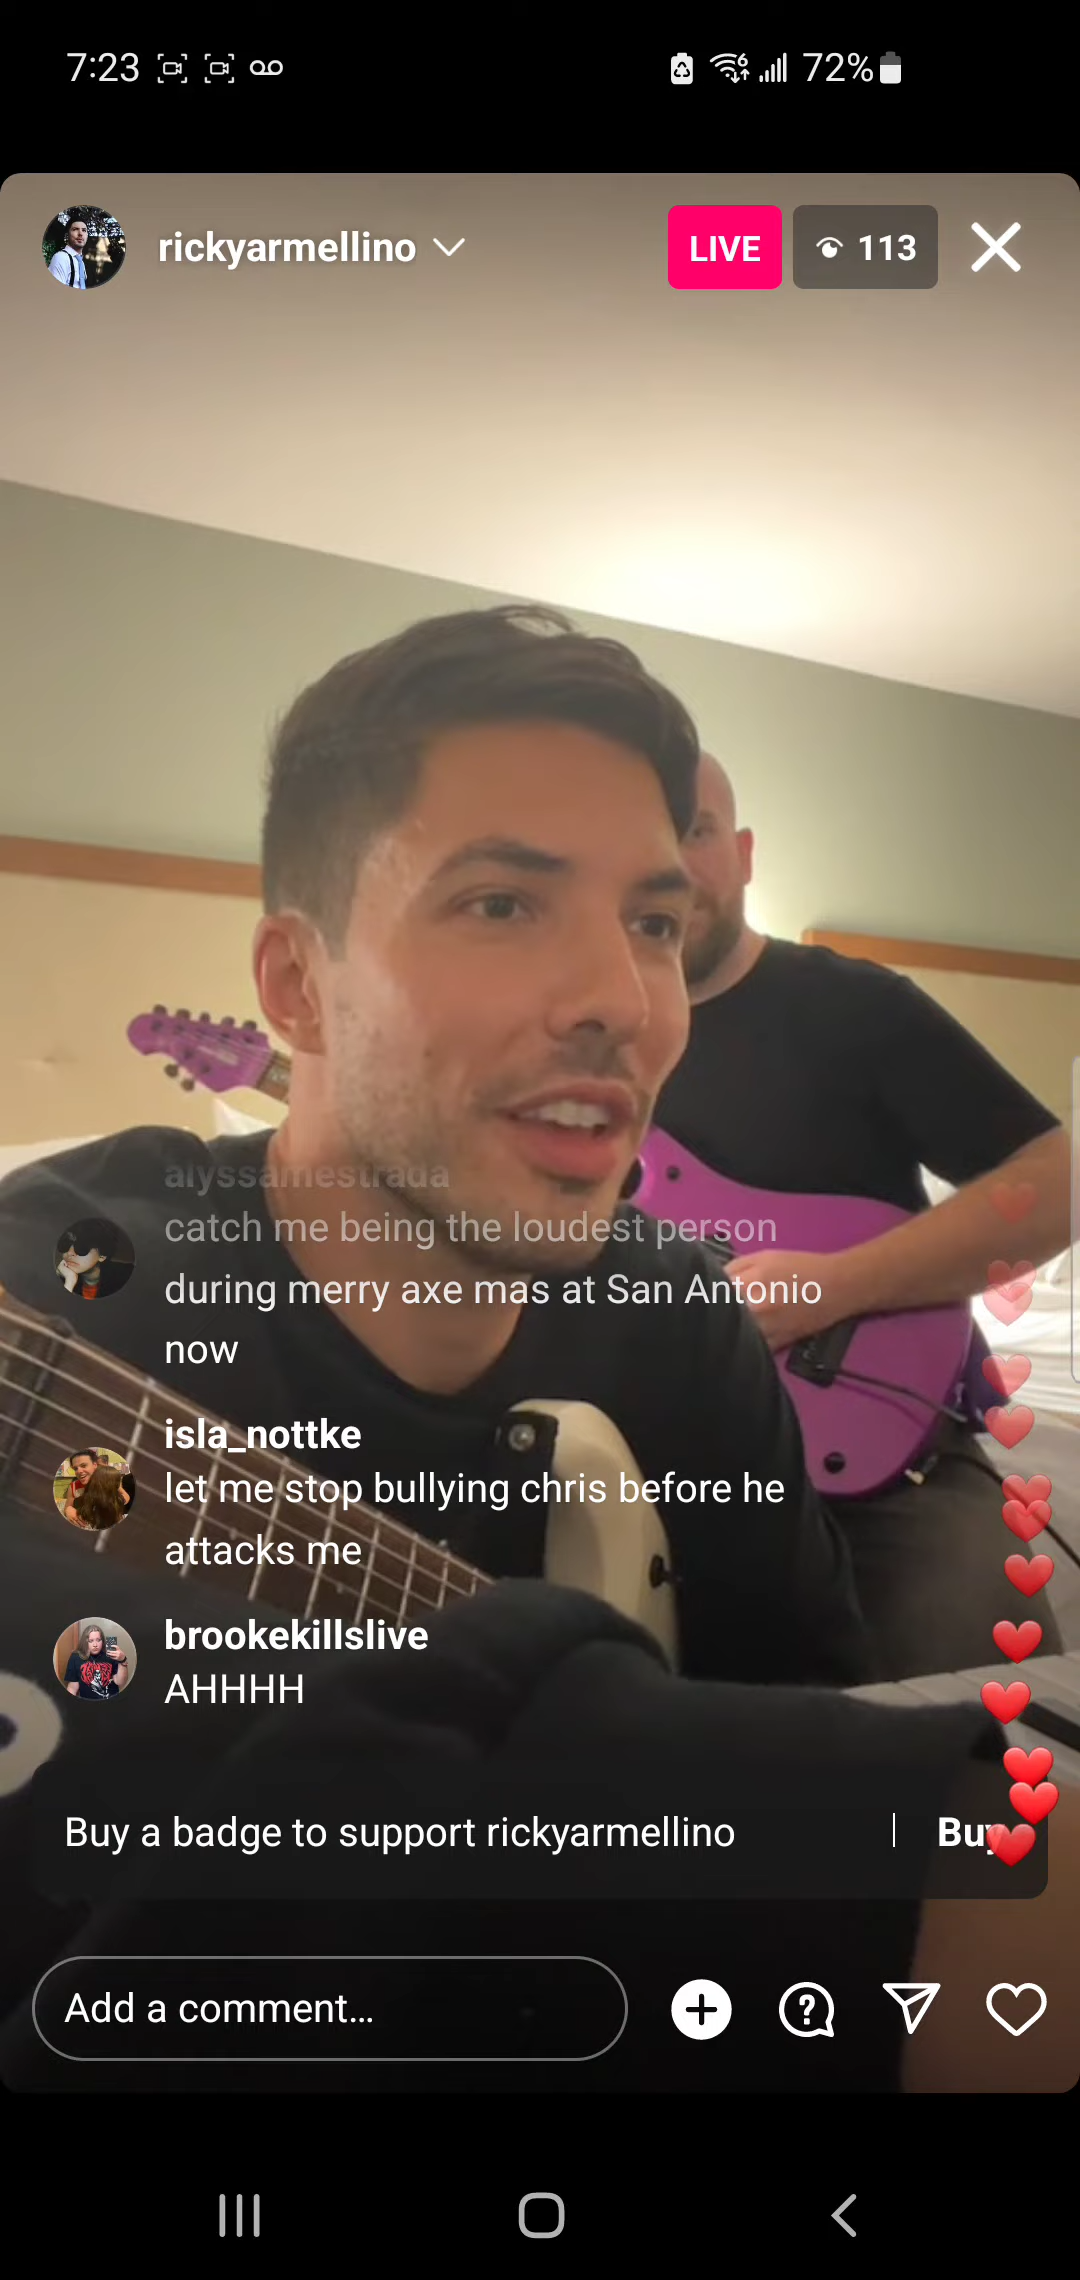 7:23
72%
rickyarmellino
LIVE
113
alyssamestrada
catch me being the loudest person
during merry axe mas at San Antonio
now
isla_nottke
let me stop bullying chris before he
attacks me
brookekillslive
AHHHH
Buy a badge to support rickyarmellino
Buy
Add a comment...